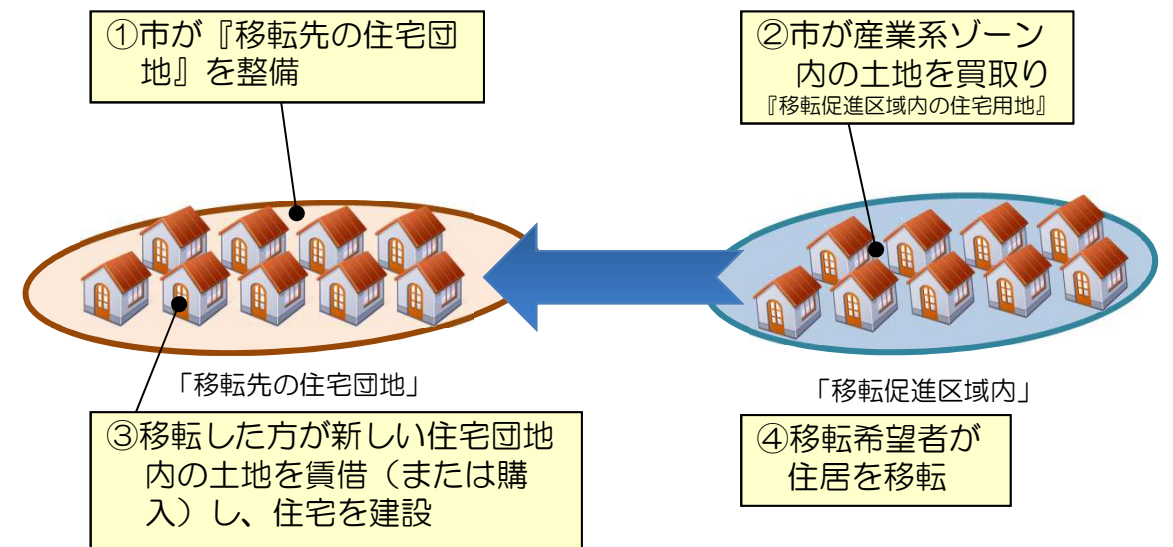 ①市が『移転先の住宅団
地』を整備
②市が産業系ゾーン
内の土地を買取り
『移転促進区域内の住宅用地』
「移転先の住宅団地」
「移転促進区域内」
③移転した方が新しい住宅団地
内の土地を賃借（または購
入）し、住宅を建設
④移転希望者が
住居を移転